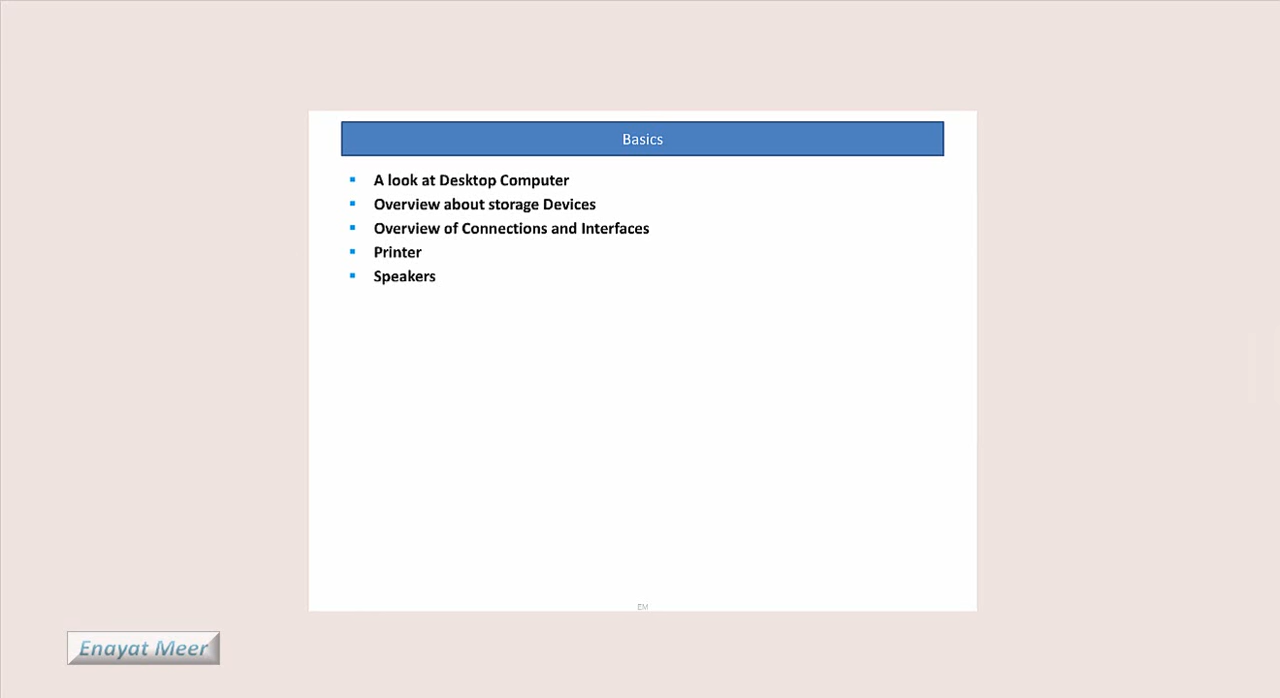 Basics
A look at Desktop Computer
Overview about storage Devices
Overview of Connections and Interfaces
Printer
Speakers
EM
Enayat Meer